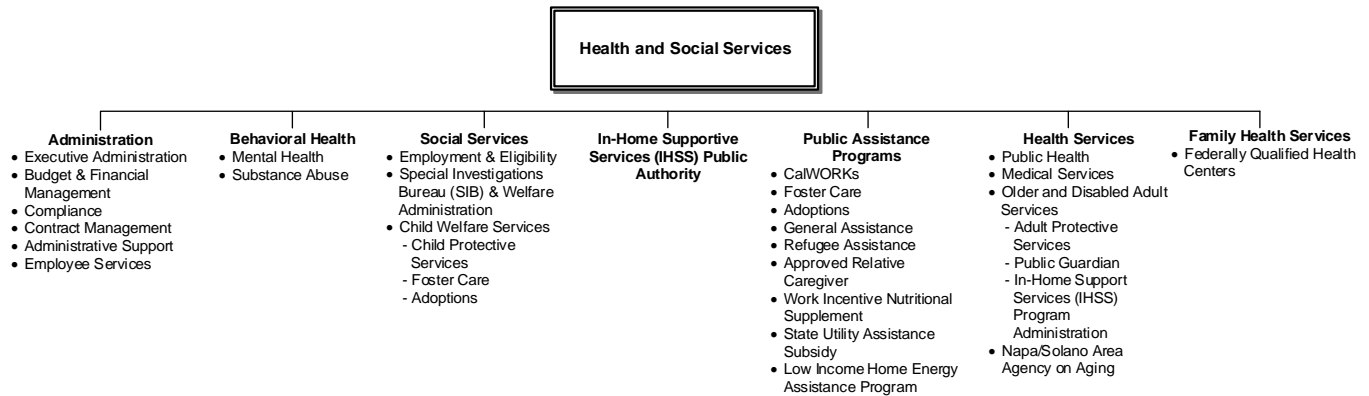 Health and Social Services
Administration
• Executive Administration
• Budget & Financial
Management
• Compliance
• Contract Management
• Administrative Support
• Employee Services
Behavioral Health
• Mental Health
• Substance Abuse
Social Services
• Employment & Eligibility
• Special Investigations
Bureau (SIB) & Welfare
Administration
• Child Welfare Services
- Child Protective
Services
- Foster Care
- Adoptions
In-Home Supportive
Services (IHSS) Public
Authority
Public Assistance
Programs
• CalWORKs
• Foster Care
• Adoptions
• General Assistance
• Refugee Assistance
• Approved Relative
Caregiver
• Work Incentive Nutritional
Supplement
• State Utility Assistance
Subsidy
• Low Income Home Energy
Assistance Program
Health Services
• Public Health
• Medical Services
• Older and Disabled Adult
Services
- Adult Protective
Services
- Public Guardian
- In-Home Support
Services (IHSS)
Program
Administration
• Napa/Solano Area
Agency on Aging
Family Health Services
• Federally Qualified Health
Centers